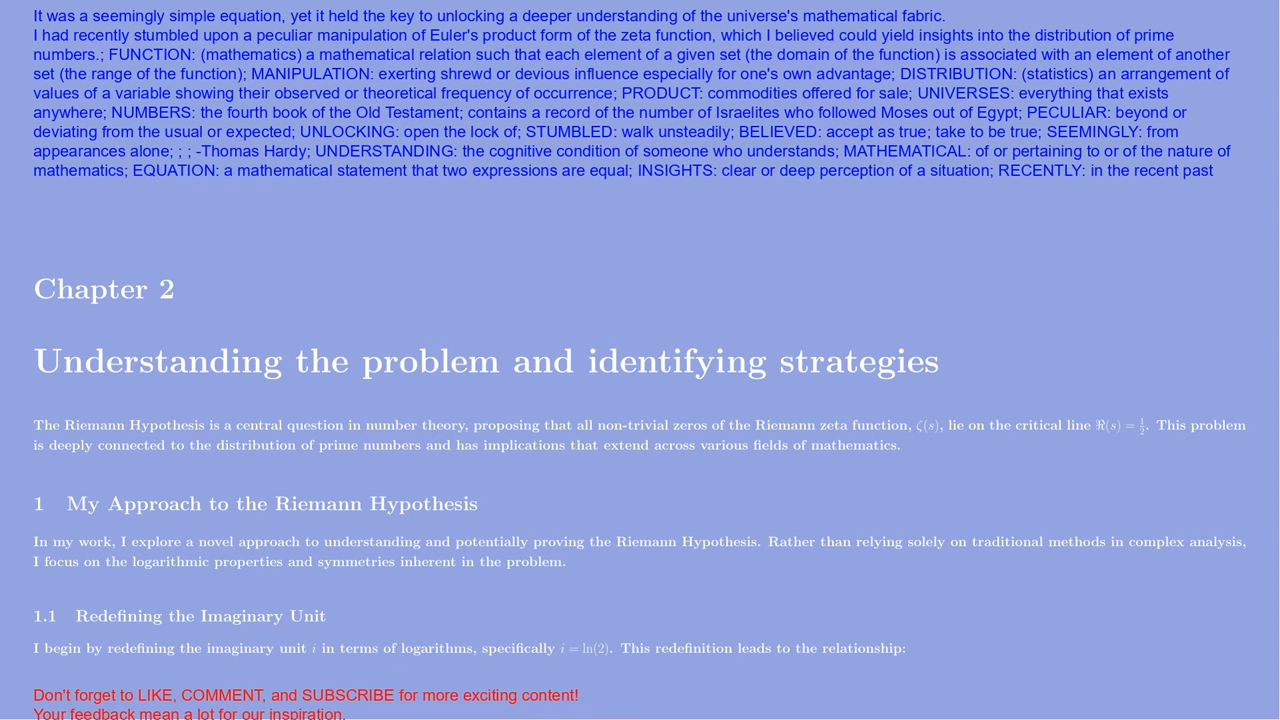 It was a seemingly simple equation, yet it held the key to unlocking a deeper understanding of the universe's mathematical fabric.
I had recently stumbled upon a peculiar manipulation of Euler's product form of the zeta function, which I believed could yield insights into the distribution of prime
numbers.; FUNCTION: (mathematics) a mathematical relation such that each element of a given set (the domain of the function) is associated with an element of another
set (the range of the function); MANIPULATION: exerting shrewd or devious influence especially for one's own advantage; DISTRIBUTION: (statistics) an arrangement of
values of a variable showing their observed or theoretical frequency of occurrence; PRODUCT: commodities offered for sale; UNIVERSES: everything that exists
anywhere; NUMBERS: the fourth book of the Old Testament; contains a record of the number of Israelites who followed Moses out of Egypt; PECULIAR: beyond or
deviating from the usual or expected; UNLOCKING: open the lock of; STUMBLED: walk unsteadily; BELIEVED: accept as true; take to be true; SEEMINGLY: from
appearances alone; ; ; -Thomas Hardy; UNDERSTANDING: the cognitive condition of someone who understands; MATHEMATICAL: of or pertaining to or of the nature of
mathematics; EQUATION: a mathematical statement that two expressions are equal; INSIGHTS: clear or deep perception of a situation; RECENTLY: in the recent past
Chapter 2
Understanding the problem and identifying strategies
The Riemann Hypothesis is a central question in number theory, proposing that all non-trivial zeros of the Riemann zeta function, ζ(s), lie on the critical line ℜ(s) = 1/2. This problem
is deeply connected to the distribution of prime numbers and has implications that extend across various fields of mathematics.
1 My Approach to the Riemann Hypothesis
In my work, I explore a novel approach to understanding and potentially proving the Riemann Hypothesis. Rather than relying solely on traditional methods in complex analysis,
I focus on the logarithmic properties and symmetries inherent in the problem.
1.1 Redefining the Imaginary Unit
I begin by redefining the imaginary unit i in terms of logarithms, specifically i = ln(2). This redefinition leads to the relationship:
Don't forget to LIKE, COMMENT, and SUBSCRIBE for more exciting content!
Your feedback mean a lot for our inspiration.